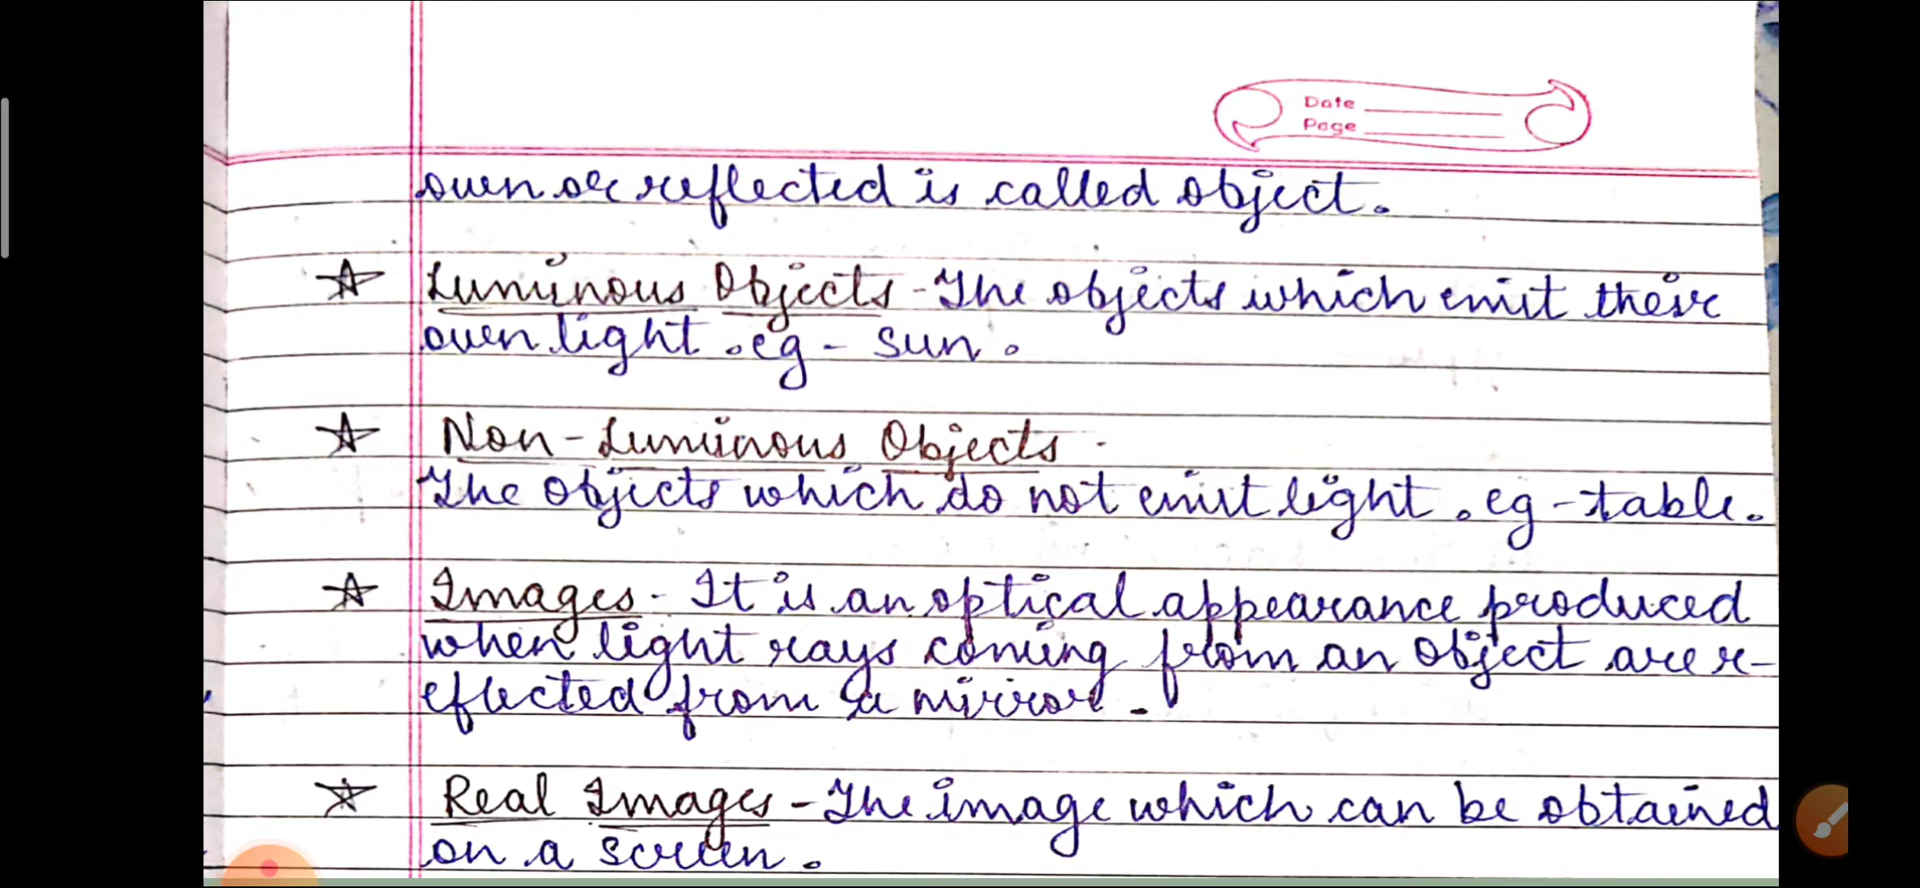 Date
Page
own or reflected is called object.
☆ Luminous Objects - The objects which emit their
own light . eg - sun .
☆ Non - Luminous Objects -
The objects which do not emit light . eg - table .
☆ Images - It is an optical appearance produced
when light rays coming from an object are r-
eflected from a mirror .
☆ Real Images - The image which can be obtained
on a screen .